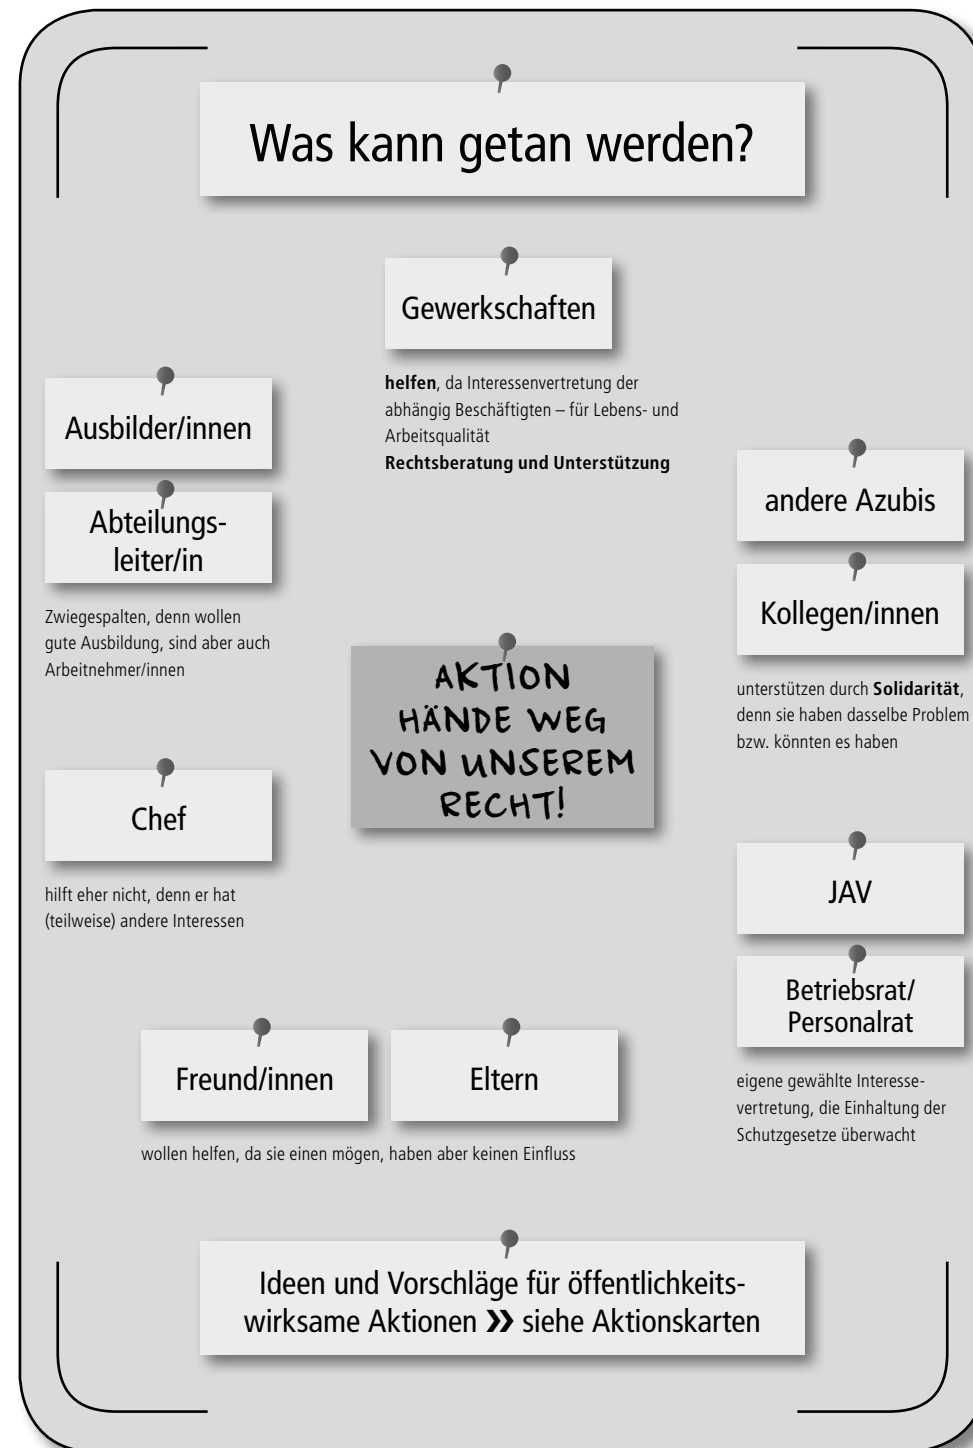 Was kann getan werden?
Gewerkschaften
helfen, da Interessenvertretung der
abhängig Beschäftigten – für Lebens- und
Arbeitsqualität
Rechtsberatung und Unterstützung
Ausbilder/innen
Abteilungs-
leiter/in
Zwiegespalten, denn wollen
gute Ausbildung, sind aber auch
Arbeitnehmer/innen
andere Azubis
Kollegen/innen
unterstützen durch Solidarität,
denn sie haben dasselbe Problem
bzw. könnten es haben
AKTION
HÄNDE WEG
VON UNSEREM
RECHT!
Chef
hilft eher nicht, denn er hat
(teilweise) andere Interessen
JAV
Betriebsrat/
Personalrat
eigene gewählte Interesse-
vertretung, die Einhaltung der
Schutzgesetze überwacht
Freund/innen
Eltern
wollen helfen, da sie einen mögen, haben aber keinen Einfluss
Ideen und Vorschläge für öffentlichkeits-
wirksame Aktionen » siehe Aktionskarten